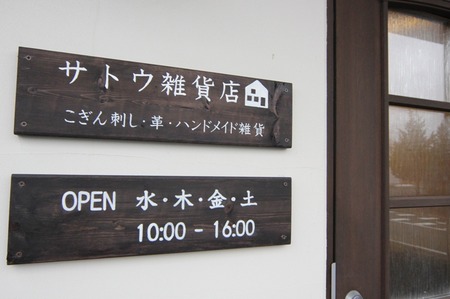 サトウ雑貨店
こぎん刺し・革・ハンドメイド雑貨
OPEN 水・木・金・土
10:00 - 16:00